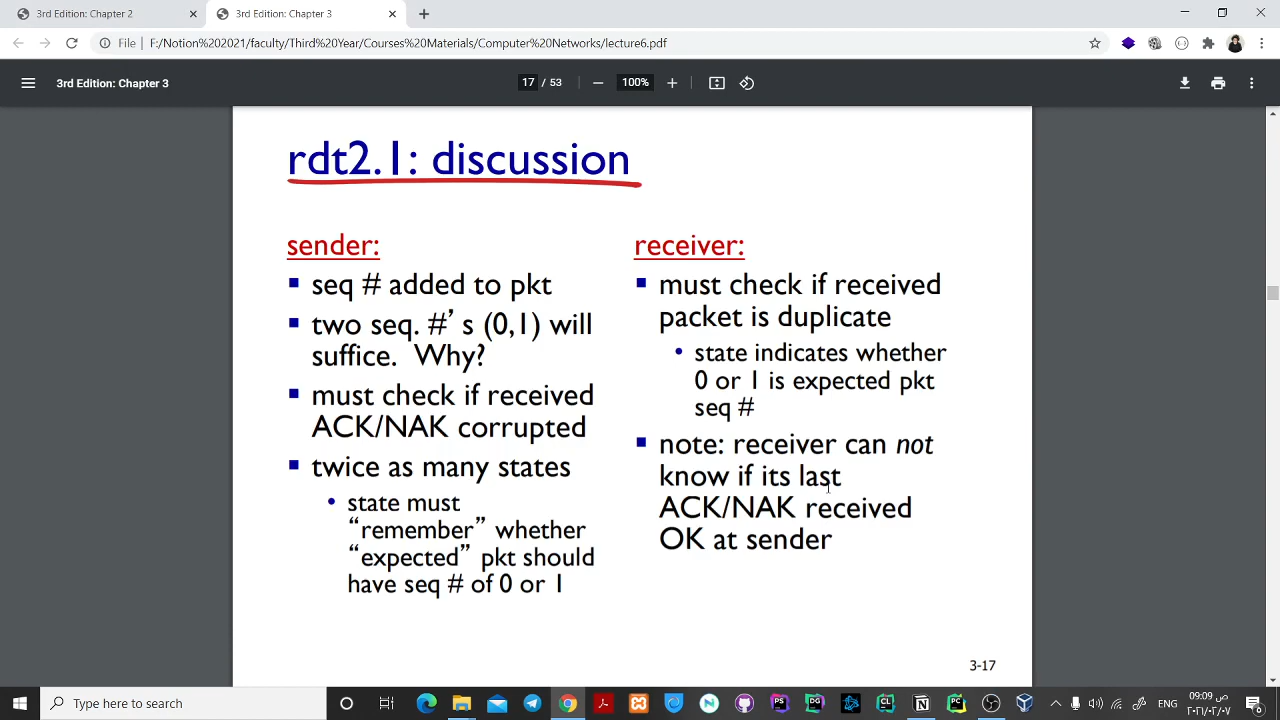 3rd Edition: Chapter 2
3rd Edition: Chapter 3
File
F:/Notion%202021/faculty/Third%20Year/Courses%20Materials/Computer%20Networks/lecture6.pdf
3rd Edition: Chapter 3
17 / 53
100%
rdt2.1: discussion
sender:
seq # added to pkt
two seq. #’ s (0,1) will
suffice. Why?
must check if received
ACK/NAK corrupted
twice as many states
state must
“remember” whether
“expected” pkt should
have seq # of 0 or 1
receiver:
must check if received
packet is duplicate
state indicates whether
0 or 1 is expected pkt
seq #
note: receiver can not
know if its last
ACK/NAK received
OK at sender
3-17
Type here to search
PS
DG
CL
PC
09:09 ص